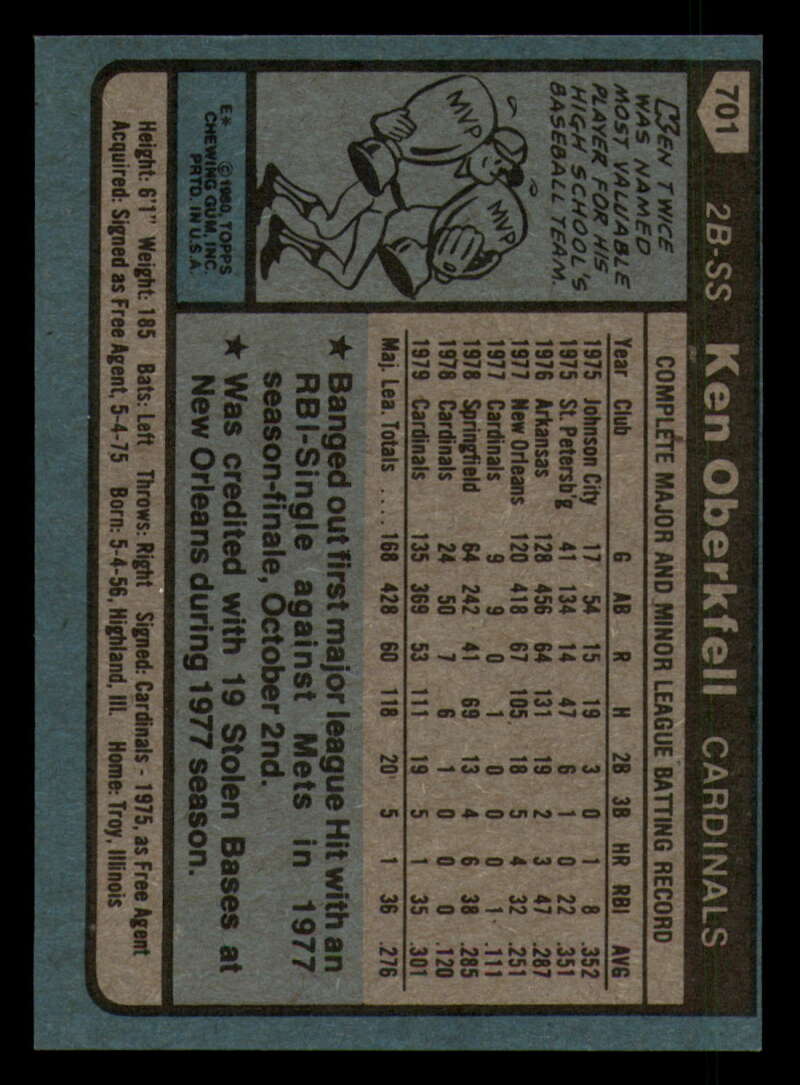 701 2B-SS Ken Oberkfell CARDINALS
KEN TWICE
WAS NAMED
MOST VALUABLE
PLAYER FOR HIS
HIGH SCHOOL'S
BASEBALL TEAM.
MVP
MVP
E* © 1980 TOPPS
CHEWING GUM, INC.
PRTD. IN U.S.A.
COMPLETE MAJOR AND MINOR LEAGUE BATTING RECORD
Year Club G AB R H 2B 3B HR RBI AVG
1975 Johnson City 17 54 15 19 3 0 1 8 .352
1975 St. Petersb'g 41 134 14 47 6 1 0 22 .351
1976 Arkansas 128 456 64 131 19 2 3 47 .287
1977 New Orleans 120 418 67 105 18 5 4 32 .251
1977 Cardinals 9 9 0 1 0 0 0 1 .111
1978 Springfield 64 242 41 69 13 4 6 38 .285
1978 Cardinals 24 50 7 6 1 0 0 0 .120
1979 Cardinals 135 369 53 111 19 5 1 35 .301
Maj. Lea. Totals .... 168 428 60 118 20 5 1 36 .276
★ Banged out first major league Hit with an
RBI-Single against Mets in 1977
season-finale, October 2nd.
★ Was credited with 19 Stolen Bases at
New Orleans during 1977 season.
Height: 6'1" Weight: 185 Bats: Left Throws: Right Signed: Cardinals - 1975, as Free Agent
Acquired: Signed as Free Agent, 5-4-75 Born: 5-4-56, Highland, Ill. Home: Troy, Illinois